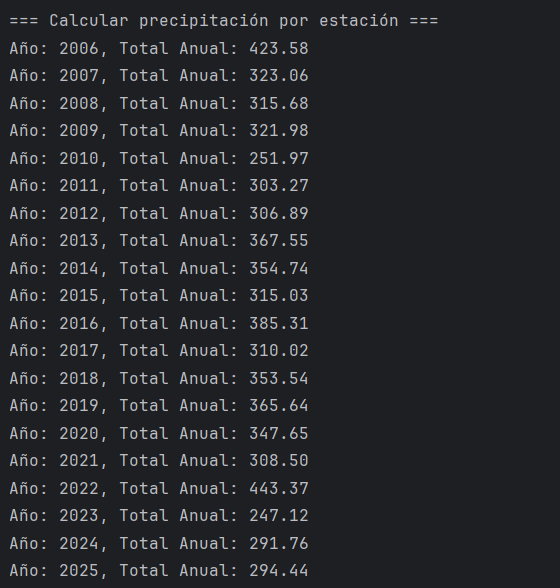 === Calcular precipitación por estación ===
Año: 2006, Total Anual: 423.58
Año: 2007, Total Anual: 323.06
Año: 2008, Total Anual: 315.68
Año: 2009, Total Anual: 321.98
Año: 2010, Total Anual: 251.97
Año: 2011, Total Anual: 303.27
Año: 2012, Total Anual: 306.89
Año: 2013, Total Anual: 367.55
Año: 2014, Total Anual: 354.74
Año: 2015, Total Anual: 315.03
Año: 2016, Total Anual: 385.31
Año: 2017, Total Anual: 310.02
Año: 2018, Total Anual: 353.54
Año: 2019, Total Anual: 365.64
Año: 2020, Total Anual: 347.65
Año: 2021, Total Anual: 308.50
Año: 2022, Total Anual: 443.37
Año: 2023, Total Anual: 247.12
Año: 2024, Total Anual: 291.76
Año: 2025, Total Anual: 294.44